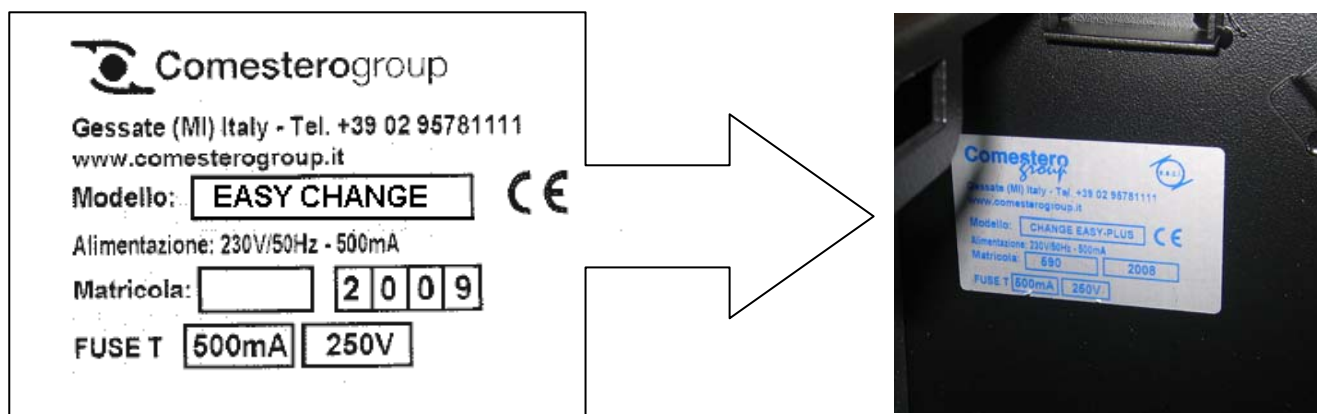 Comesterogroup
Gessate (MI) Italy - Tel. +39 02 95781111
www.comesterogroup.it
Modello: EASY CHANGE CE
Alimentazione: 230V/50Hz - 500mA
Matricola: 2009
FUSE T 500mA 250V
Comestero
group
Gessate (MI) Italy - Tel. +39 02 95781111
www.comesterogroup.it
Modello: CHANGE EASY-PLUS CE
Alimentazione: 230V/50Hz - 500mA
Matricola: 590 2008
FUSE T 500mA 250V